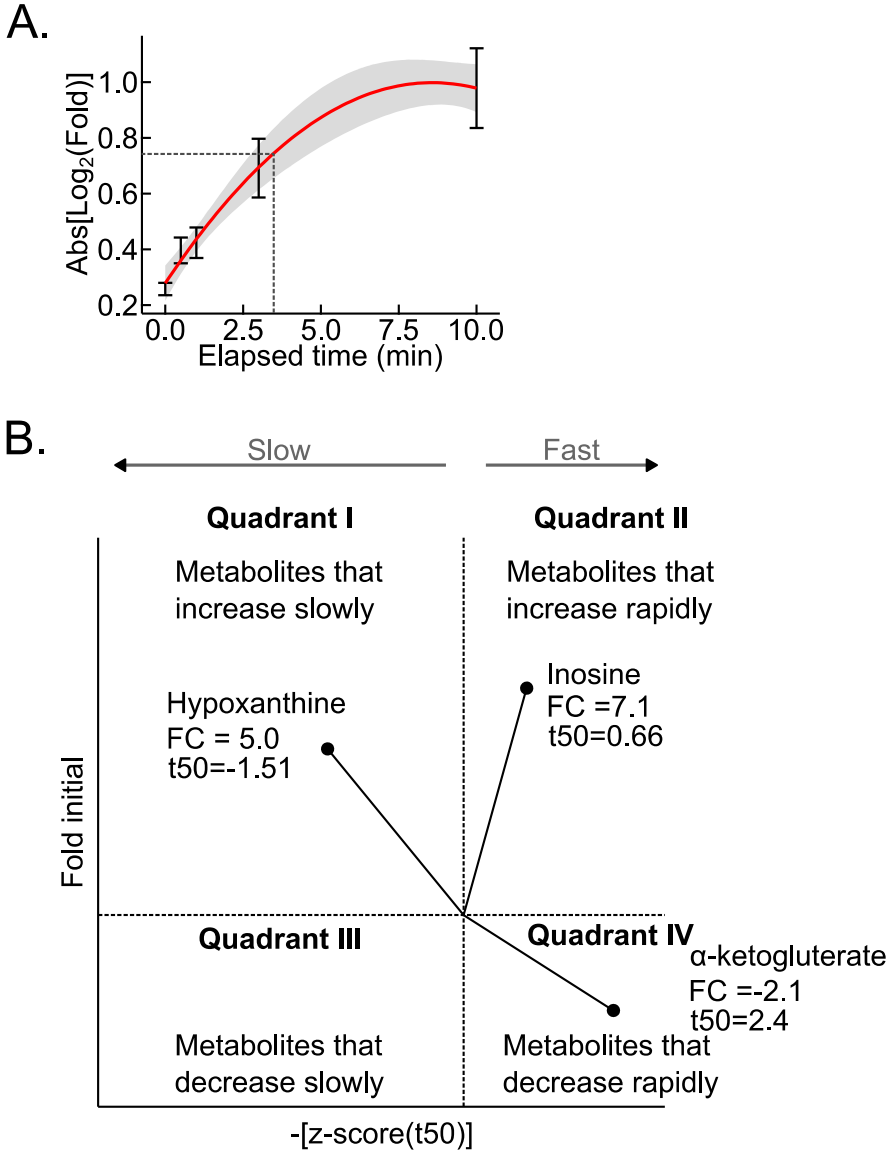 A.
Abs[Log₂(Fold)]
1.0
0.8
0.6
0.4
0.2
0.0 2.5 5.0 7.5 10.0
Elapsed time (min)
B.
Slow Fast
Quadrant I Quadrant II
Metabolites that
increase slowly
Metabolites that
increase rapidly
Hypoxanthine
FC = 5.0
t50=-1.51
Inosine
FC =7.1
t50=0.66
Fold initial
Quadrant III Quadrant IV
α-ketogluterate
FC =-2.1
t50=2.4
Metabolites that
decrease slowly
Metabolites that
decrease rapidly
-[z-score(t50)]